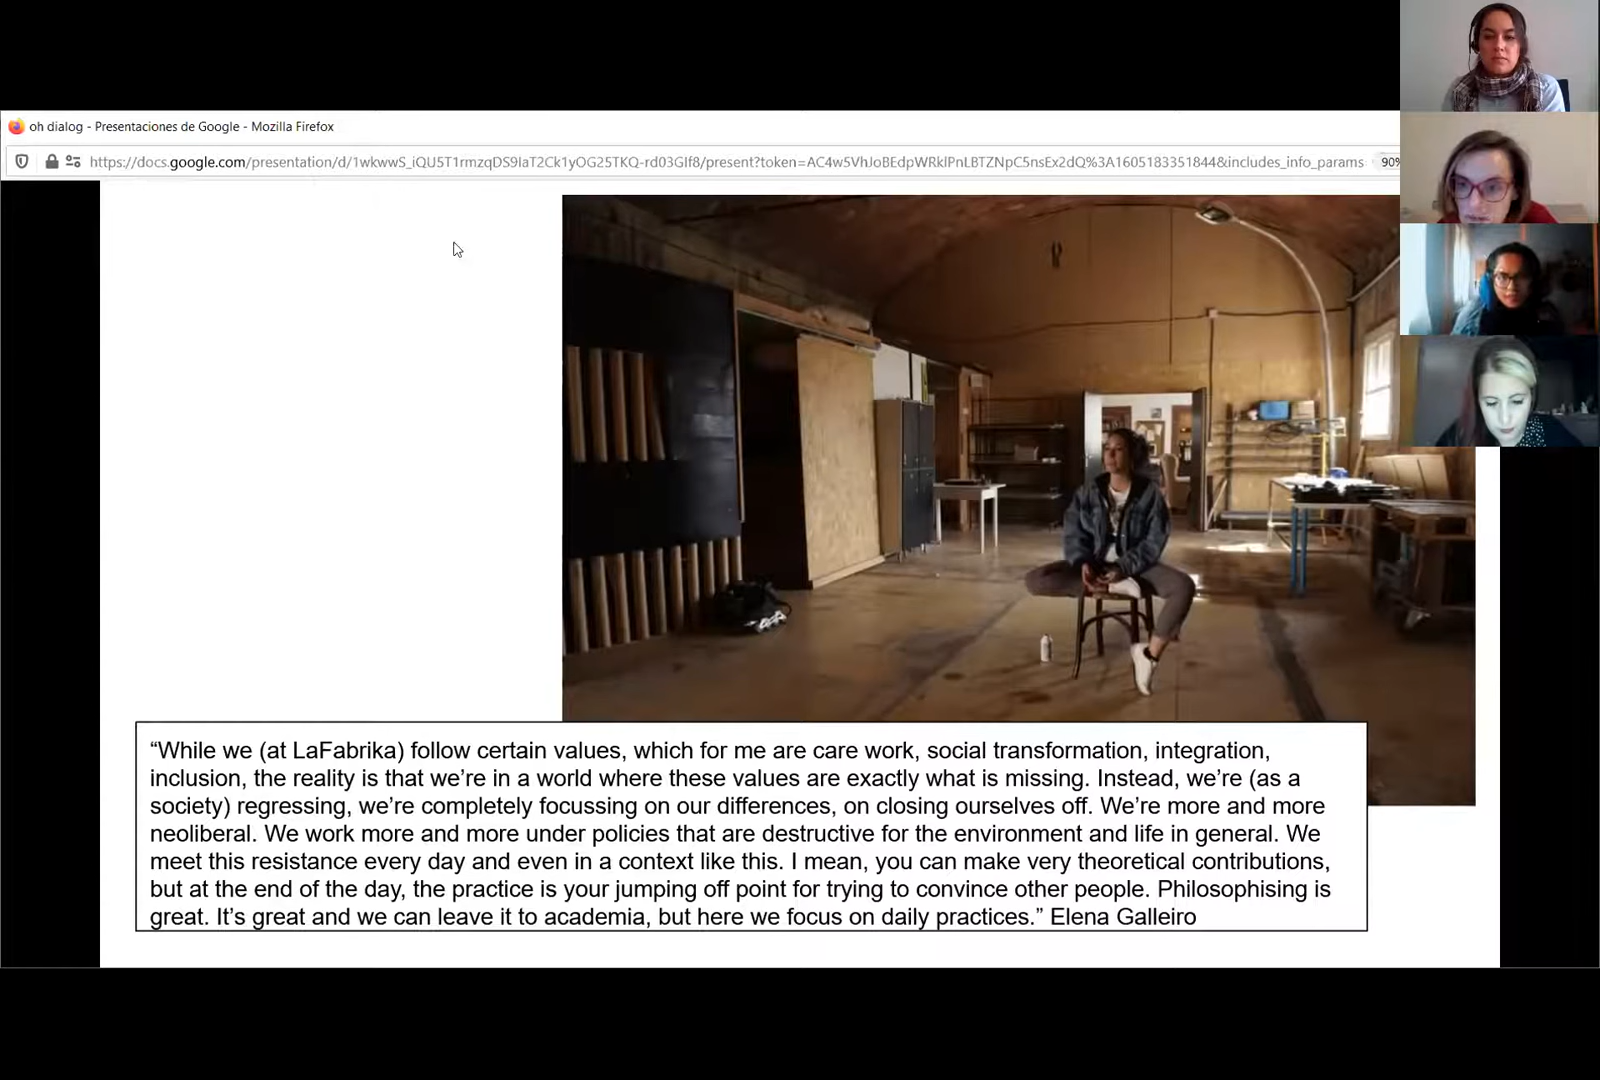 oh dialog - Presentaciones de Google - Mozilla Firefox
https://docs.google.com/presentation/d/1wkwwS_iQU5T1rmzqDS9IaT2Ck1yOG25TKQ-rd03GIf8/present?token=AC4w5VhJoBEdpWRklPnLBTZNpC5nsEx2dQ%3A1605183351844&includes_info_params
90%
“While we (at LaFabrika) follow certain values, which for me are care work, social transformation, integration,
inclusion, the reality is that we’re in a world where these values are exactly what is missing. Instead, we’re (as a
society) regressing, we’re completely focussing on our differences, on closing ourselves off. We’re more and more
neoliberal. We work more and more under policies that are destructive for the environment and life in general. We
meet this resistance every day and even in a context like this. I mean, you can make very theoretical contributions,
but at the end of the day, the practice is your jumping off point for trying to convince other people. Philosophising is
great. It’s great and we can leave it to academia, but here we focus on daily practices.” Elena Galleiro